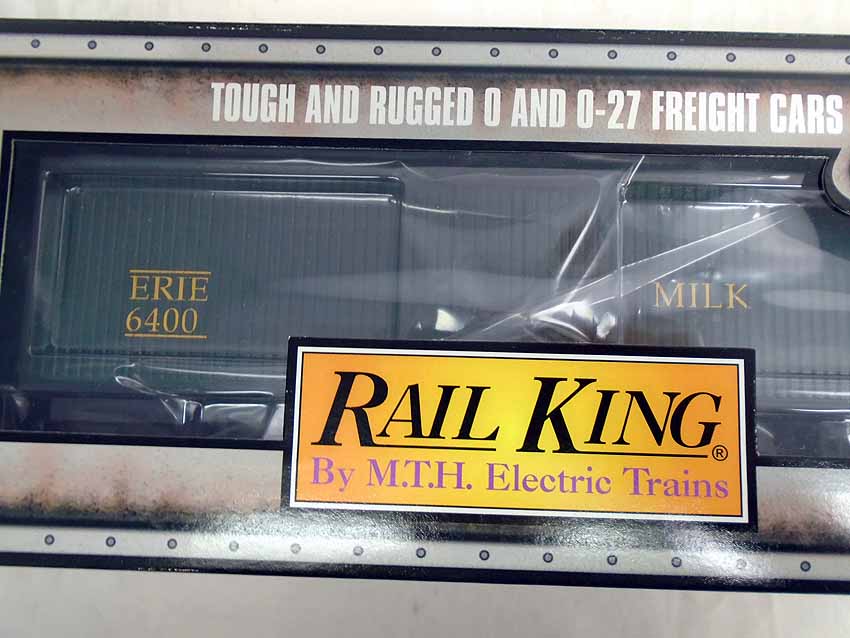 TOUGH AND RUGGED O AND O-27 FREIGHT CARS
ERIE
6400
MILK
RAIL KING®
By M.T.H. Electric Trains